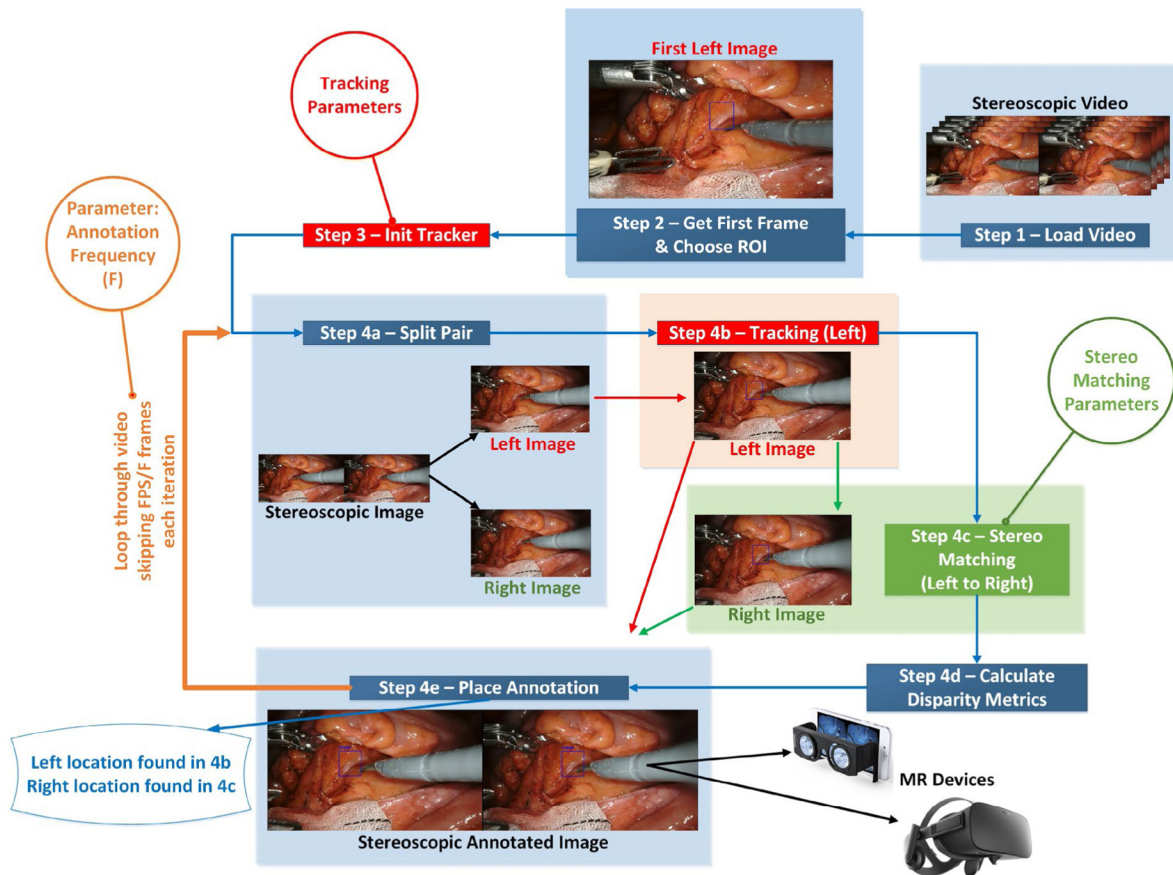 First Left Image
Tracking
Parameters
Stereoscopic Video
Parameter:
Annotation
Frequency
(F)
Step 3 – Init Tracker
Step 2 – Get First Frame
& Choose ROI
Step 1 – Load Video
Step 4a – Split Pair
Step 4b – Tracking (Left)
Stereo
Matching
Parameters
Loop through video
skipping FPS/F frames
each iteration
Left Image
Left Image
Stereoscopic Image
Right Image
Right Image
Step 4c – Stereo
Matching
(Left to Right)
Step 4d – Calculate
Disparity Metrics
Step 4e – Place Annotation
Left location found in 4b
Right location found in 4c
MR Devices
Stereoscopic Annotated Image